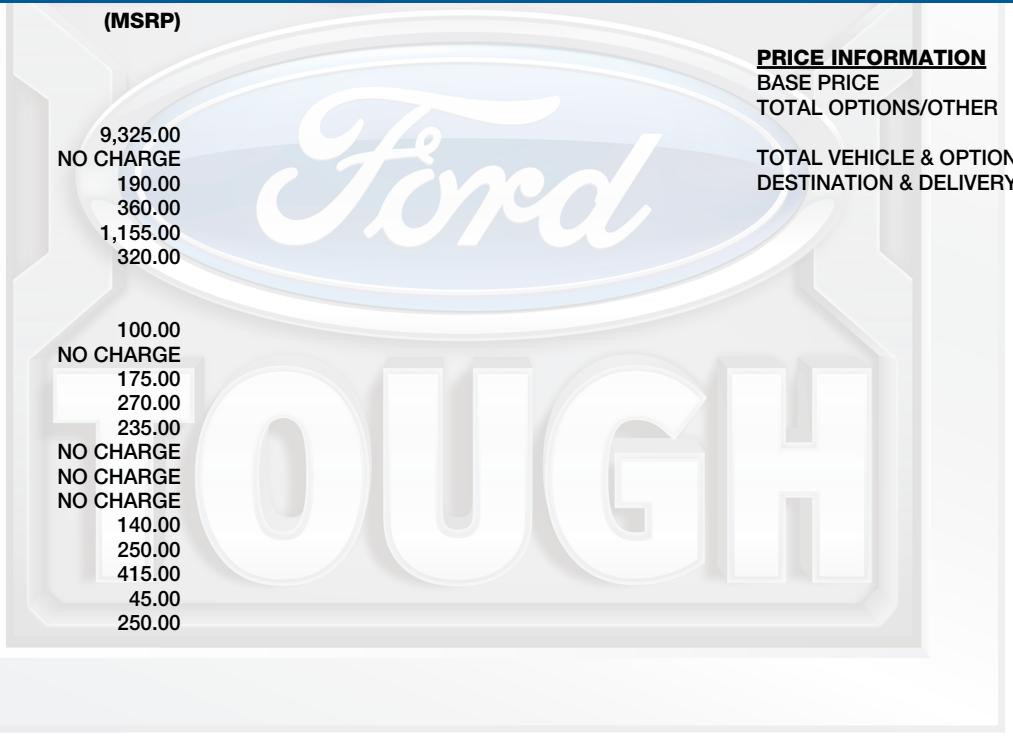 (MSRP)
PRICE INFORMATION
BASE PRICE
TOTAL OPTIONS/OTHER
TOTAL VEHICLE & OPTION
DESTINATION & DELIVERY
9,325.00
NO CHARGE
190.00
360.00
1,155.00
320.00
100.00
NO CHARGE
175.00
270.00
235.00
NO CHARGE
NO CHARGE
NO CHARGE
140.00
250.00
415.00
45.00
250.00
Ford
TOUGH